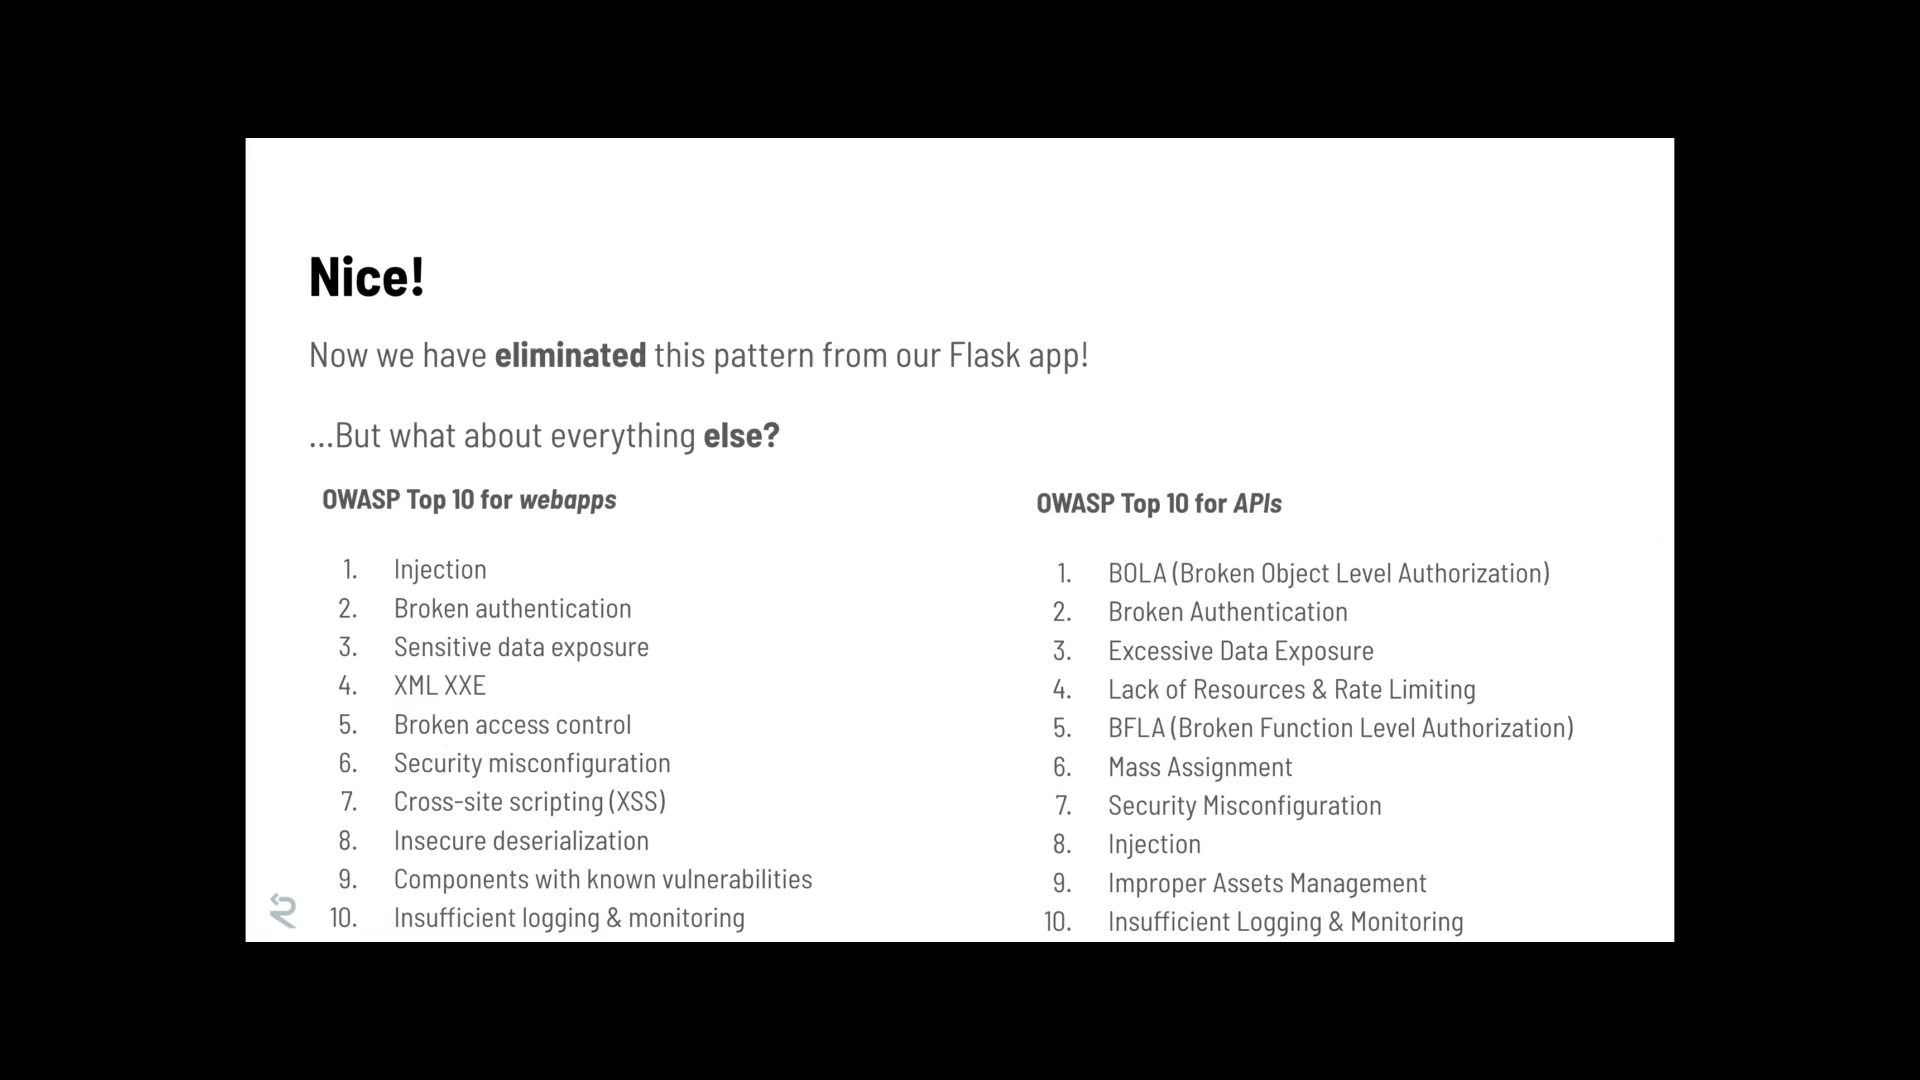 Nice!
Now we have eliminated this pattern from our Flask app!
...But what about everything else?
OWASP Top 10 for webapps
1. Injection
2. Broken authentication
3. Sensitive data exposure
4. XML XXE
5. Broken access control
6. Security misconfiguration
7. Cross-site scripting (XSS)
8. Insecure deserialization
9. Components with known vulnerabilities
10. Insufficient logging & monitoring
OWASP Top 10 for APIs
1. BOLA (Broken Object Level Authorization)
2. Broken Authentication
3. Excessive Data Exposure
4. Lack of Resources & Rate Limiting
5. BFLA (Broken Function Level Authorization)
6. Mass Assignment
7. Security Misconfiguration
8. Injection
9. Improper Assets Management
10. Insufficient Logging & Monitoring